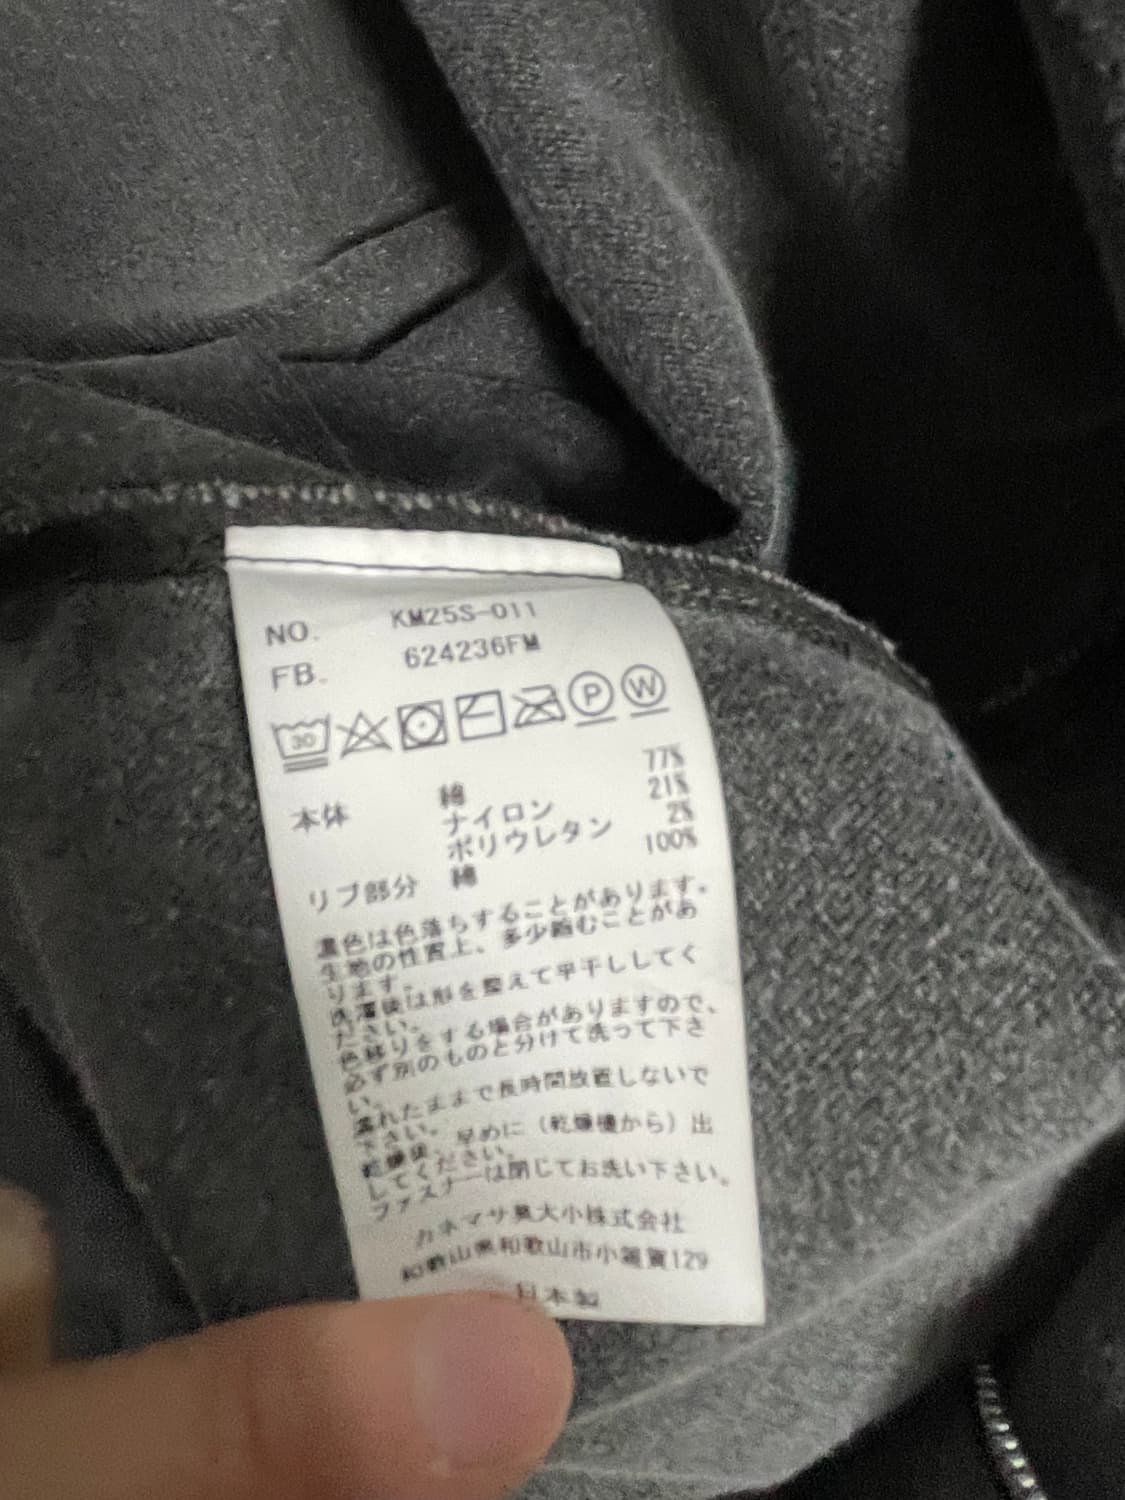 NO. KM25S-011
FB. 624236FM
30
P W
本体 綿 77%
ナイロン 21%
ポリウレタン 2%
リブ部分 綿 100%
濃色は色落ちすることがあります。
生地の性質上、多少縮むことがあ
ります。
洗濯後は形を整えて平干ししてく
ださい。
色移りをする場合がありますので、
必ず別のものと分けて洗って下さ
い。
濡れたままで長時間放置しないで
下さい。
乾燥後、早めに(乾燥機から)出
してください。
ファスナーは閉じてお洗い下さい。
カネマサ莫大小株式会社
和歌山県和歌山市小雑賀129
日本製